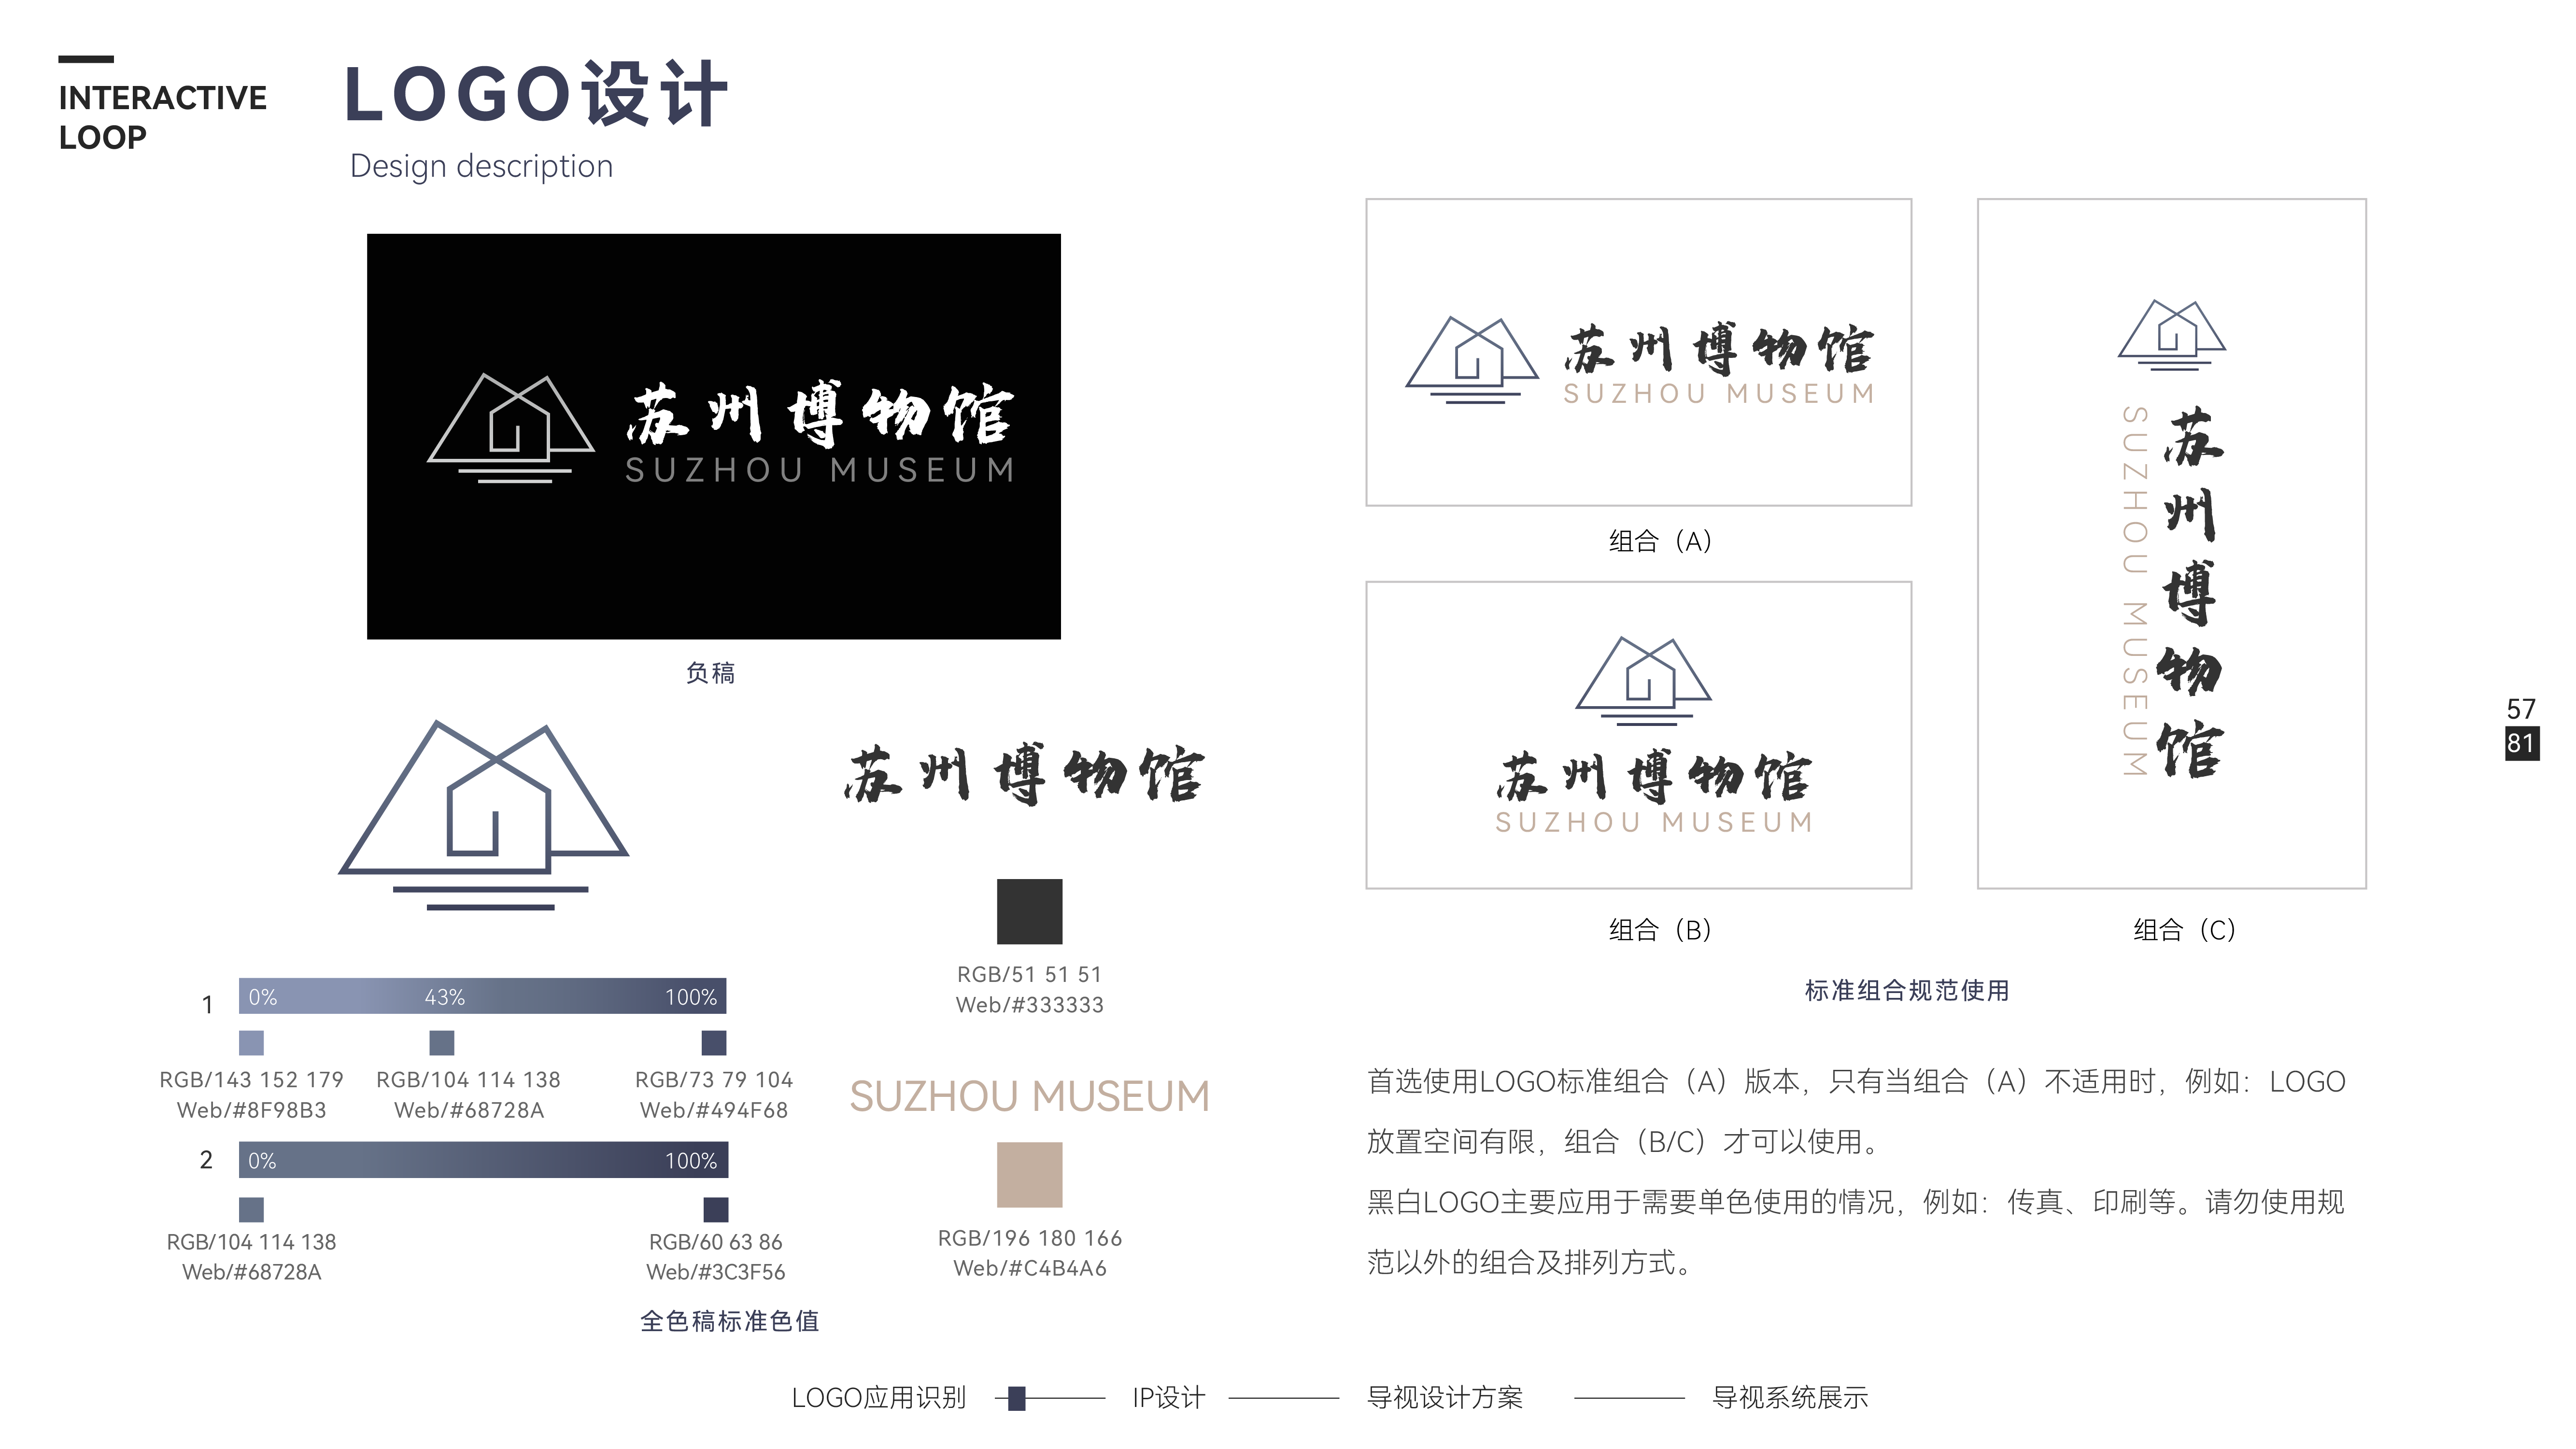 INTERACTIVE
LOOP
LOGO设计
Design description
苏州博物馆
SUZHOU MUSEUM
负稿
苏州博物馆
1
0% 43% 100%
RGB/143 152 179 RGB/104 114 138 RGB/73 79 104
Web/#8F98B3 Web/#68728A Web/#494F68
2
0% 100%
RGB/104 114 138 RGB/60 63 86
Web/#68728A Web/#3C3F56
RGB/51 51 51
Web/#333333
SUZHOU MUSEUM
RGB/196 180 166
Web/#C4B4A6
全色稿标准色值
苏州博物馆
SUZHOU MUSEUM
组合（A）
苏州博物馆
SUZHOU MUSEUM
组合（B）
苏州博物馆
SUZHOU MUSEUM
组合（C）
标准组合规范使用
首选使用LOGO标准组合（A）版本，只有当组合（A）不适用时，例如：LOGO
放置空间有限，组合（B/C）才可以使用。
黑白LOGO主要应用于需要单色使用的情况，例如：传真、印刷等。请勿使用规
范以外的组合及排列方式。
57
81
LOGO应用识别 IP设计 导视设计方案 导视系统展示